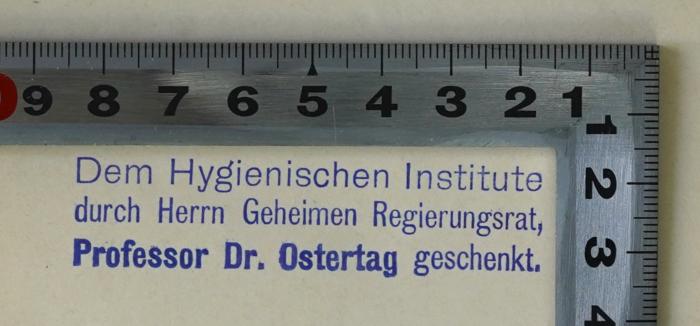 9 8 7 6 5 4 3 2 1
Dem Hygienischen Institute
durch Herrn Geheimen Regierungsrat,
Professor Dr. Ostertag geschenkt.
1
2
3
4